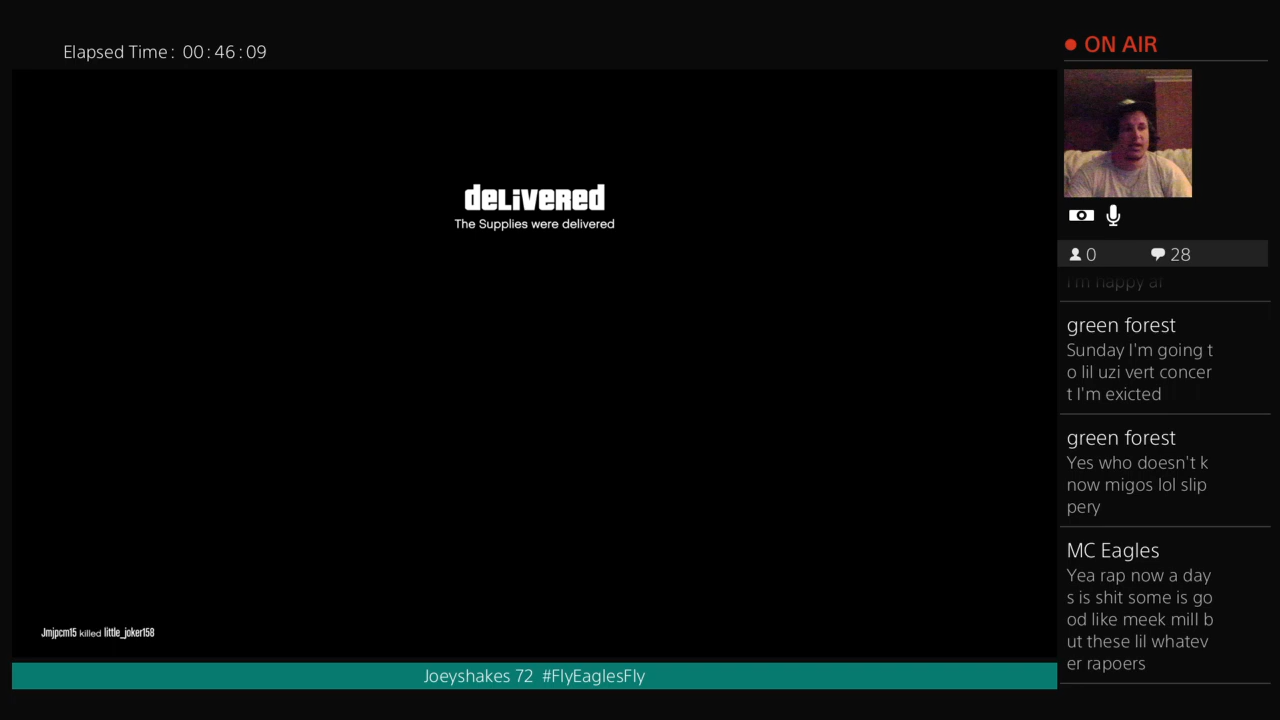 Elapsed Time: 00:46:09
ON AIR
delivered
The Supplies were delivered
0 28
I'm happy af
green forest
Sunday I'm going t
o lil uzi vert concer
t I'm exicted
green forest
Yes who doesn't k
now migos lol slip
pery
MC Eagles
Yea rap now a day
s is shit some is go
od like meek mill b
ut these lil whatev
er rapoers
Jmjpcm15 killed little_joker158
Joeyshakes 72 #FlyEaglesFly